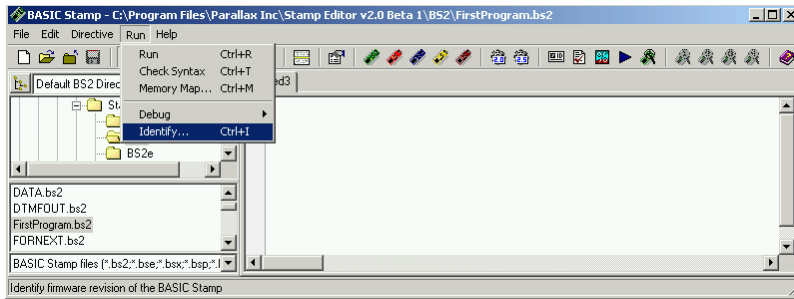 BASIC Stamp - C:\Program Files\Parallax Inc\Stamp Editor v2.0 Beta 1\BS2\FirstProgram.bs2
File Edit Directive Run Help
Run Ctrl+R
Check Syntax Ctrl+T
Memory Map... Ctrl+M
Debug
Identify... Ctrl+I
Default BS2 Direc
ed3
St
BS2e
DATA.bs2
DTMFOUT.bs2
FirstProgram.bs2
FORNEXT.bs2
BASIC Stamp files (*.bs2;*.bse;*.bsx;*.bsp;*.l
Identify firmware revision of the BASIC Stamp